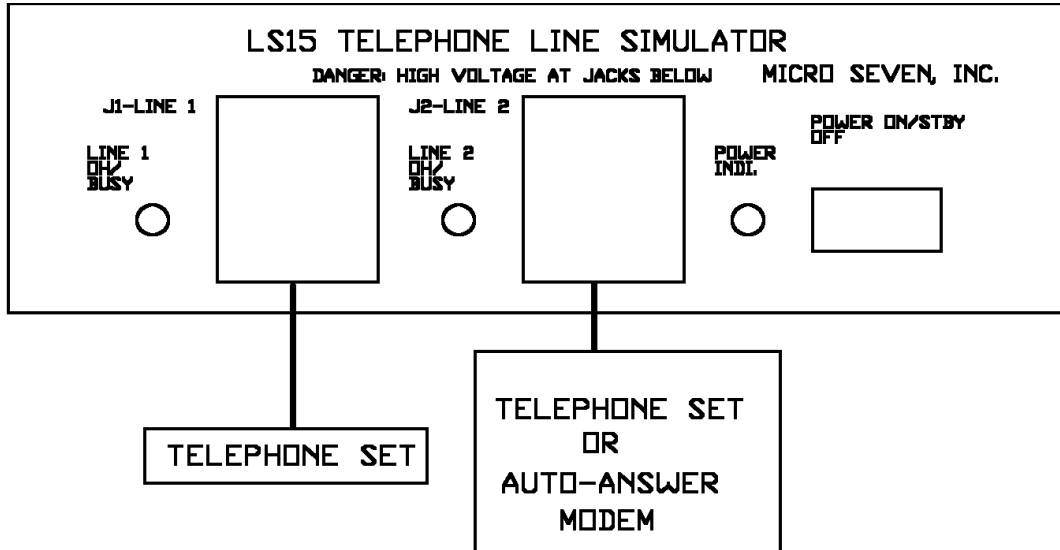 LS15 TELEPHONE LINE SIMULATOR
DANGER: HIGH VOLTAGE AT JACKS BELOW
MICRO SEVEN, INC.
J1-LINE 1
J2-LINE 2
POWER ON/STBY
OFF
LINE 1
OH/
BUSY
LINE 2
OH/
BUSY
POWER
INDI.
TELEPHONE SET
TELEPHONE SET
OR
AUTO-ANSWER
MODEM